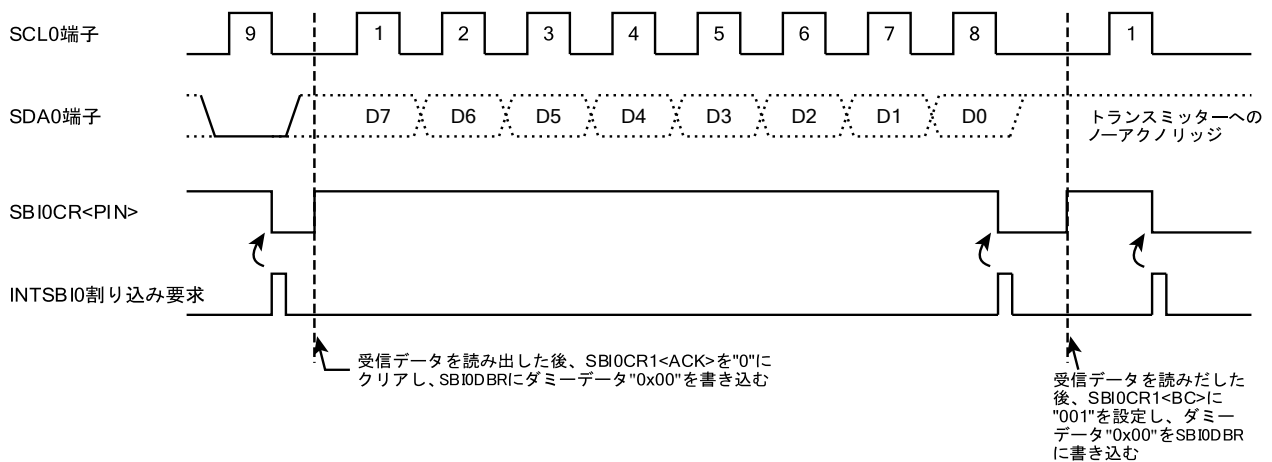 SCL0端子
9
1
2
3
4
5
6
7
8
1
SDA0端子
D7
D6
D5
D4
D3
D2
D1
D0
トランスミッターへの
ノーアクノリッジ
SBI0CR<PIN>
INTSBI0割り込み要求
受信データを読み出した後、SBI0CR1<ACK>を"0"に
クリアし、SBI0DBRにダミーデータ"0x00"を書き込む
受信データを読みだした
後、SBI0CR1<BC>に
"001"を設定し、ダミー
データ"0x00"をSBI0DBR
に書き込む